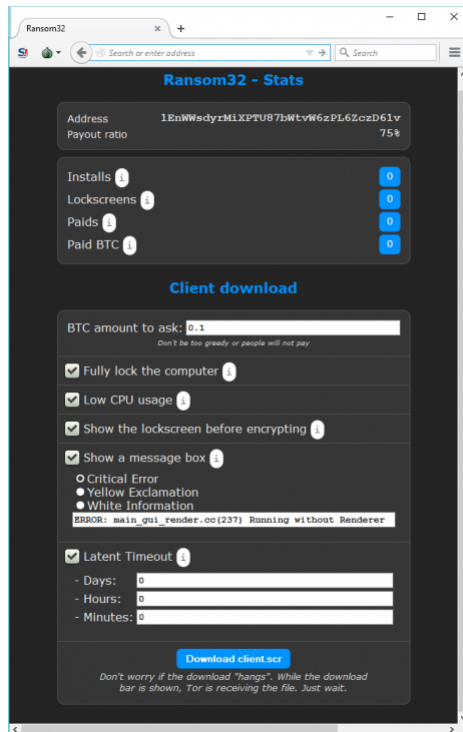 Ransom32
Search or enter address
Search
Ransom32 - Stats
Address 1EnWWsdyrMiXPTU87bWtvW6zPL6ZczD61v
Payout ratio 75%
Installs i 0
Lockscreens i 0
Paids i 0
Paid BTC i 0
Client download
BTC amount to ask: 0.1
Don't be too greedy or people will not pay
Fully lock the computer i
Low CPU usage i
Show the lockscreen before encrypting i
Show a message box i
Critical Error
Yellow Exclamation
White Information
ERROR: main_gui_render.cc(237) Running without Renderer
Latent Timeout i
- Days: 0
- Hours: 0
- Minutes: 0
Download client.scr
Don't worry if the download "hangs". While the download
bar is shown, Tor is receiving the file. Just wait.